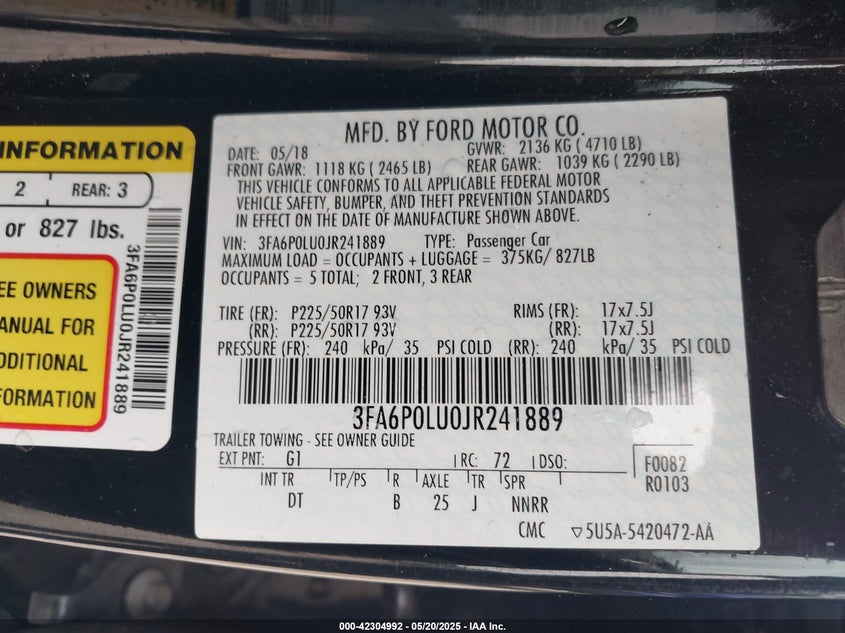 INFORMATION
2 REAR: 3
or 827 lbs.
EE OWNERS
ANUAL FOR
DDITIONAL
FORMATION
3FA6P0LU0JR241889
MFD. BY FORD MOTOR CO.
DATE: 05/18 GVWR: 2136 KG ( 4710 LB)
FRONT GAWR: 1118 KG ( 2465 LB) REAR GAWR: 1039 KG ( 2290 LB)
THIS VEHICLE CONFORMS TO ALL APPLICABLE FEDERAL MOTOR
VEHICLE SAFETY, BUMPER, AND THEFT PREVENTION STANDARDS
IN EFFECT ON THE DATE OF MANUFACTURE SHOWN ABOVE.
VIN: 3FA6P0LU0JR241889 TYPE: Passenger Car
MAXIMUM LOAD = OCCUPANTS + LUGGAGE = 375KG/ 827LB
OCCUPANTS = 5 TOTAL; 2 FRONT, 3 REAR
TIRE (FR): P225/50R17 93V RIMS (FR): 17x7.5J
(RR): P225/50R17 93V (RR): 17x7.5J
PRESSURE (FR): 240 kPa/ 35 PSI COLD (RR): 240 kPa/ 35 PSI COLD
3FA6P0LU0JR241889
TRAILER TOWING - SEE OWNER GUIDE
EXT PNT: G1 RC: 72 DSO: F0082
R0103
INT TR TP/PS R AXLE TR SPR
DT B 25 J NNRR
CMC ▽5U5A-5420472-AA
000-42304992 - 05/20/2025 - IAA Inc.